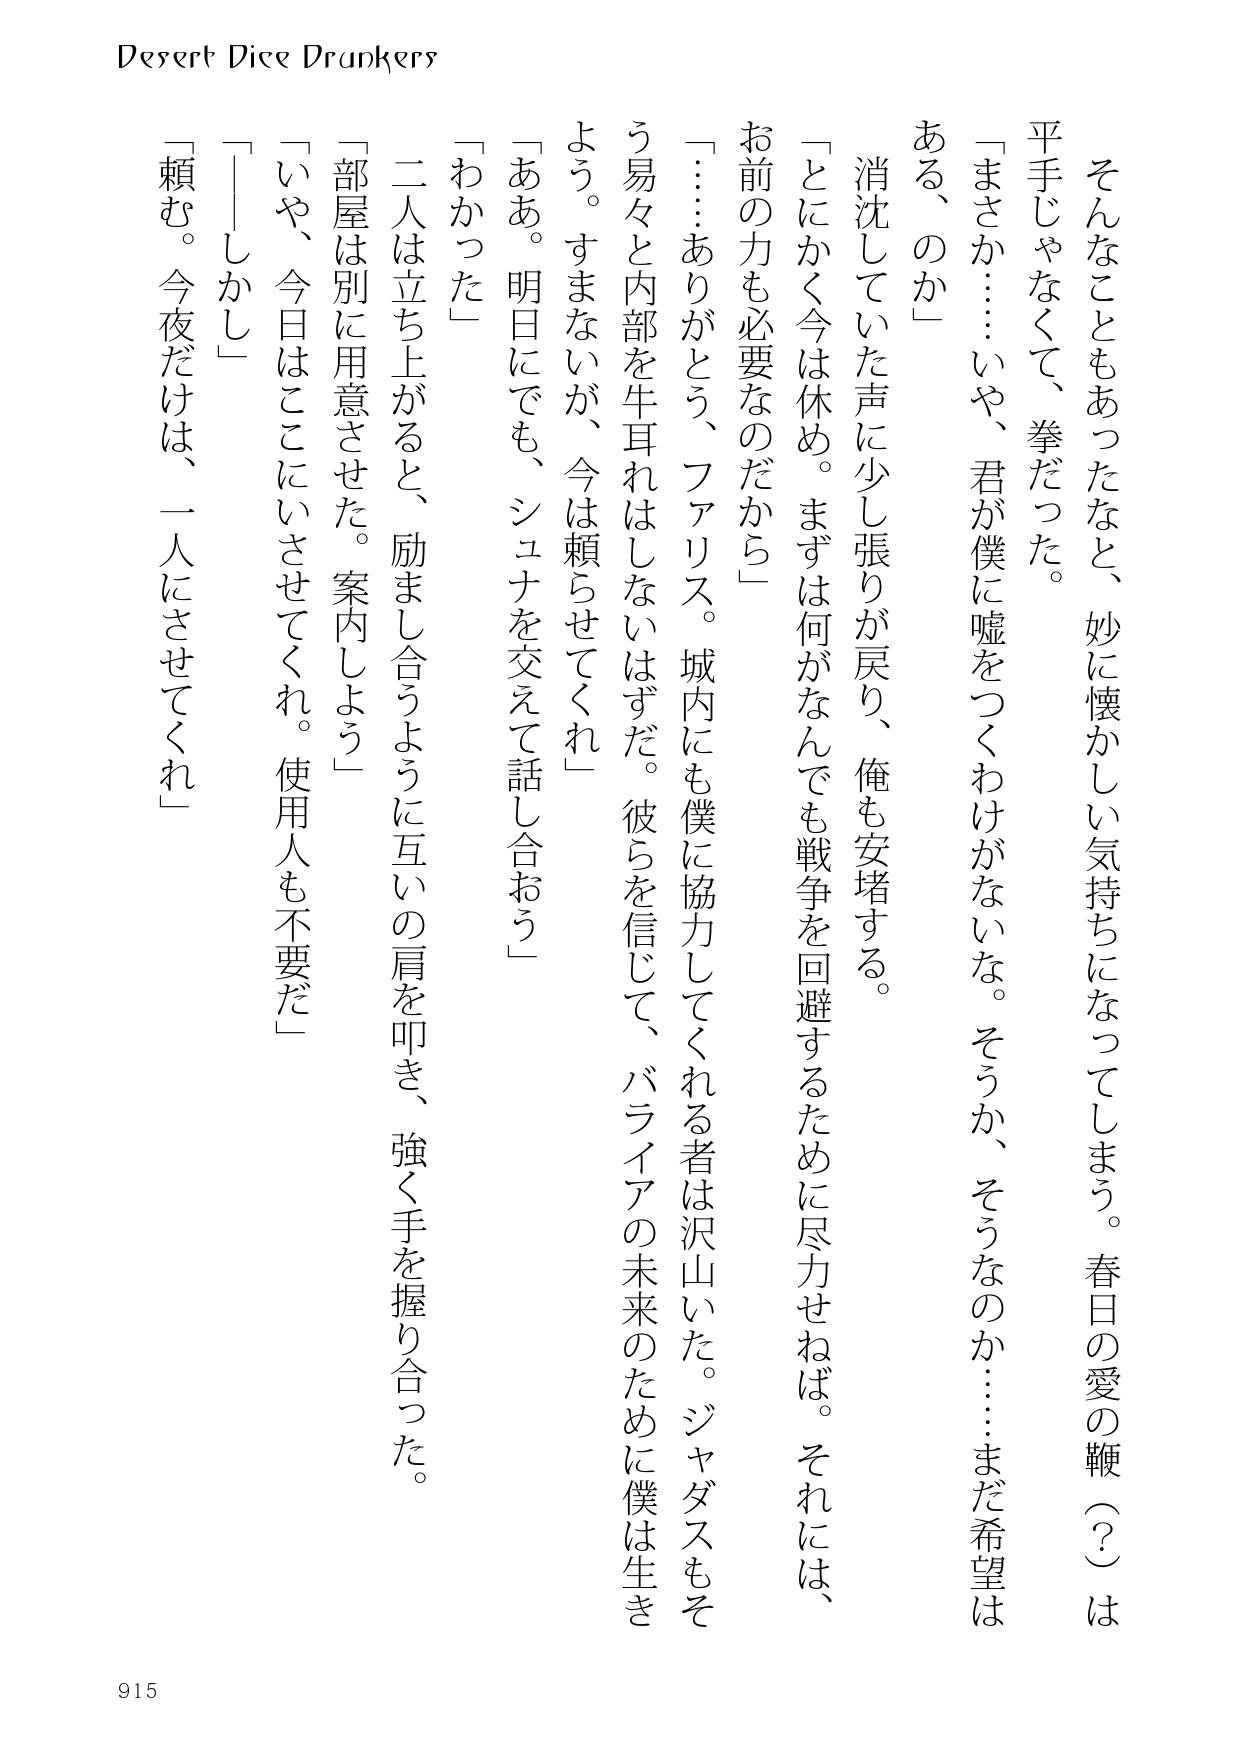 Desert Dice Drunkers
　そんなこともあったなと、妙に懐かしい気持ちになってしまう。春日の愛の鞭（？）は
平手じゃなくて、拳だった。
「まさか……いや、君が僕に嘘をつくわけがないな。そうか、そうなのか……まだ希望は
ある、のか」
　消沈していた声に少し張りが戻り、俺も安堵する。
「とにかく今は休め。まずは何がなんでも戦争を回避するために尽力せねば。それには、
お前の力も必要なのだから」
「……ありがとう、ファリス。城内にも僕に協力してくれる者は沢山いた。ジャダスもそ
う易々と内部を牛耳れはしないはずだ。彼らを信じて、バライアの未来のために僕は生き
よう。すまないが、今は頼らせてくれ」
「ああ。明日にでも、シュナを交えて話し合おう」
「わかった」
　二人は立ち上がると、励まし合うように互いの肩を叩き、強く手を握り合った。
「部屋は別に用意させた。案内しよう」
「いや、今日はここにいさせてくれ。使用人も不要だ」
「――しかし」
「頼む。今夜だけは、一人にさせてくれ」
915